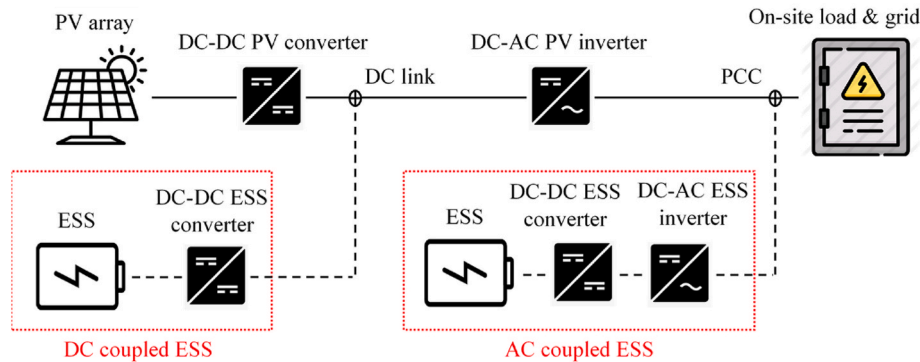 PV array
DC-DC PV converter
DC link
DC-AC PV inverter
PCC
On-site load & grid
ESS
DC-DC ESS
converter
DC coupled ESS
ESS
DC-DC ESS
converter
DC-AC ESS
inverter
AC coupled ESS